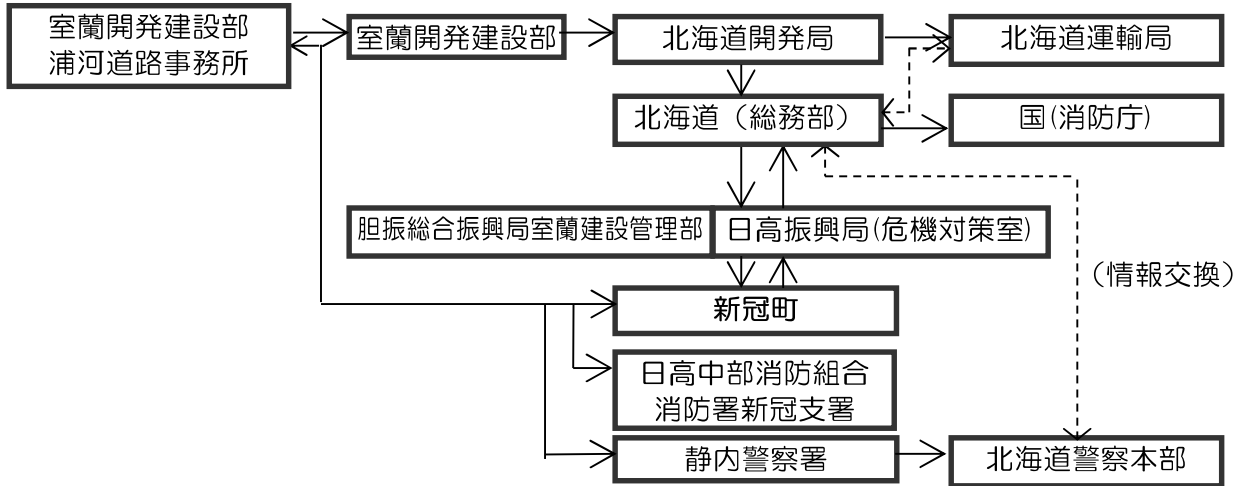 室蘭開発建設部
浦河道路事務所
室蘭開発建設部
北海道開発局
北海道運輸局
北海道（総務部）
国(消防庁)
胆振総合振興局室蘭建設管理部
日高振興局(危機対策室)
（情報交換）
新冠町
日高中部消防組合
消防署新冠支署
静内警察署
北海道警察本部